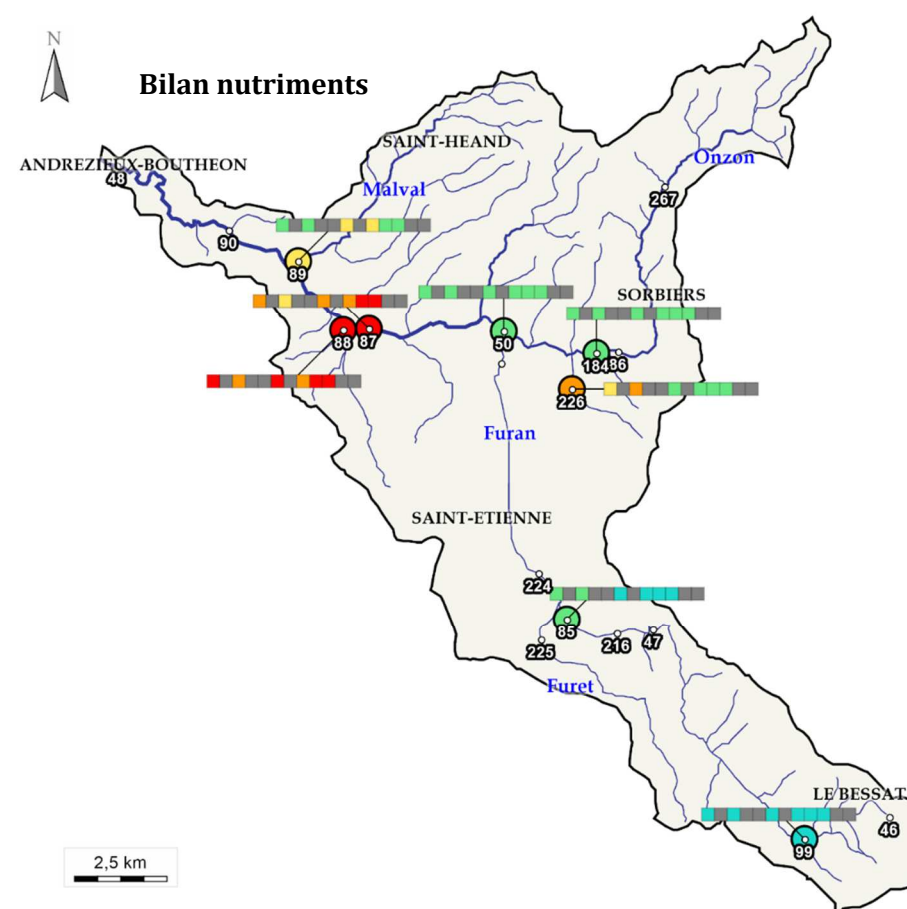 N
Bilan nutriments
SAINT-HEAND
ANDREZIEUX-BOUTHEON
Onzon
48
Malval
267
90
89
SORBIERS
88
87
50
184
86
226
Furan
SAINT-ETIENNE
224
85
225
216
47
Furet
LE BESSAT
46
99
2,5 km